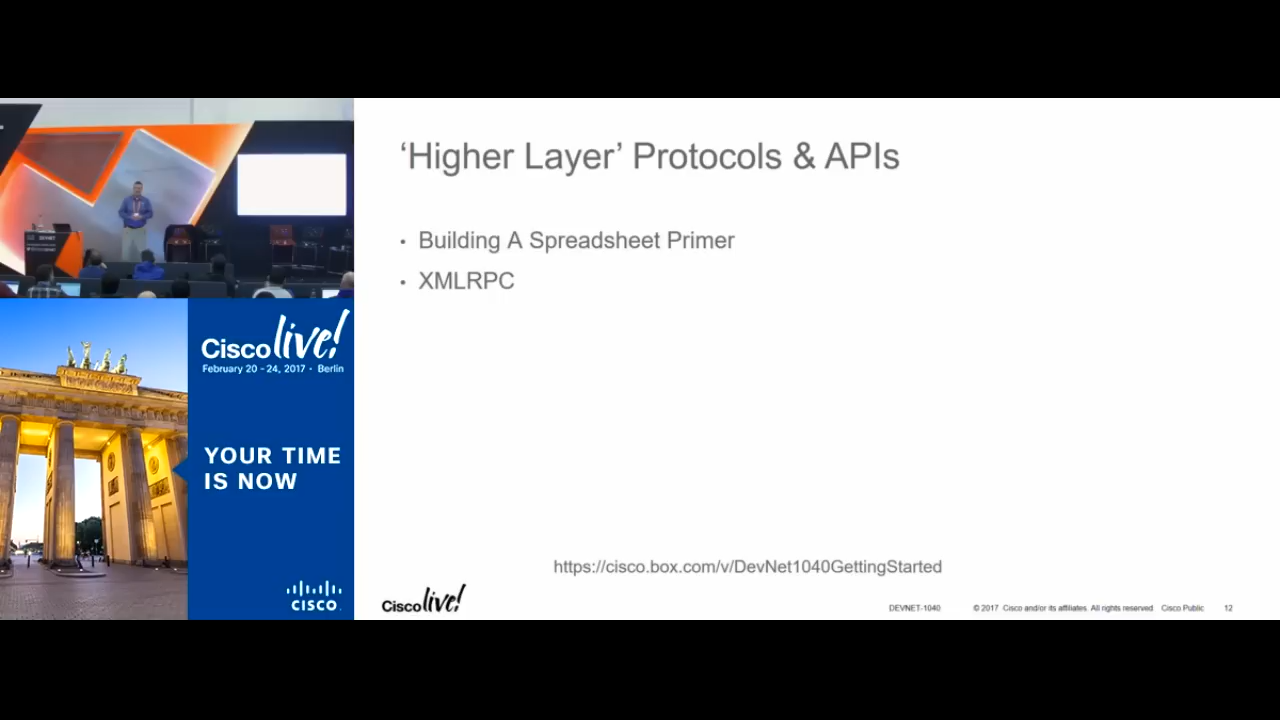 'Higher Layer' Protocols & APIs
• Building A Spreadsheet Primer
• XMLRPC
https://cisco.box.com/v/DevNet1040GettingStarted
Cisco live!
DEVNET-1040 © 2017 Cisco and/or its affiliates. All rights reserved. Cisco Public 12
Cisco live!
February 20 - 24, 2017 • Berlin
YOUR TIME
IS NOW
CISCO